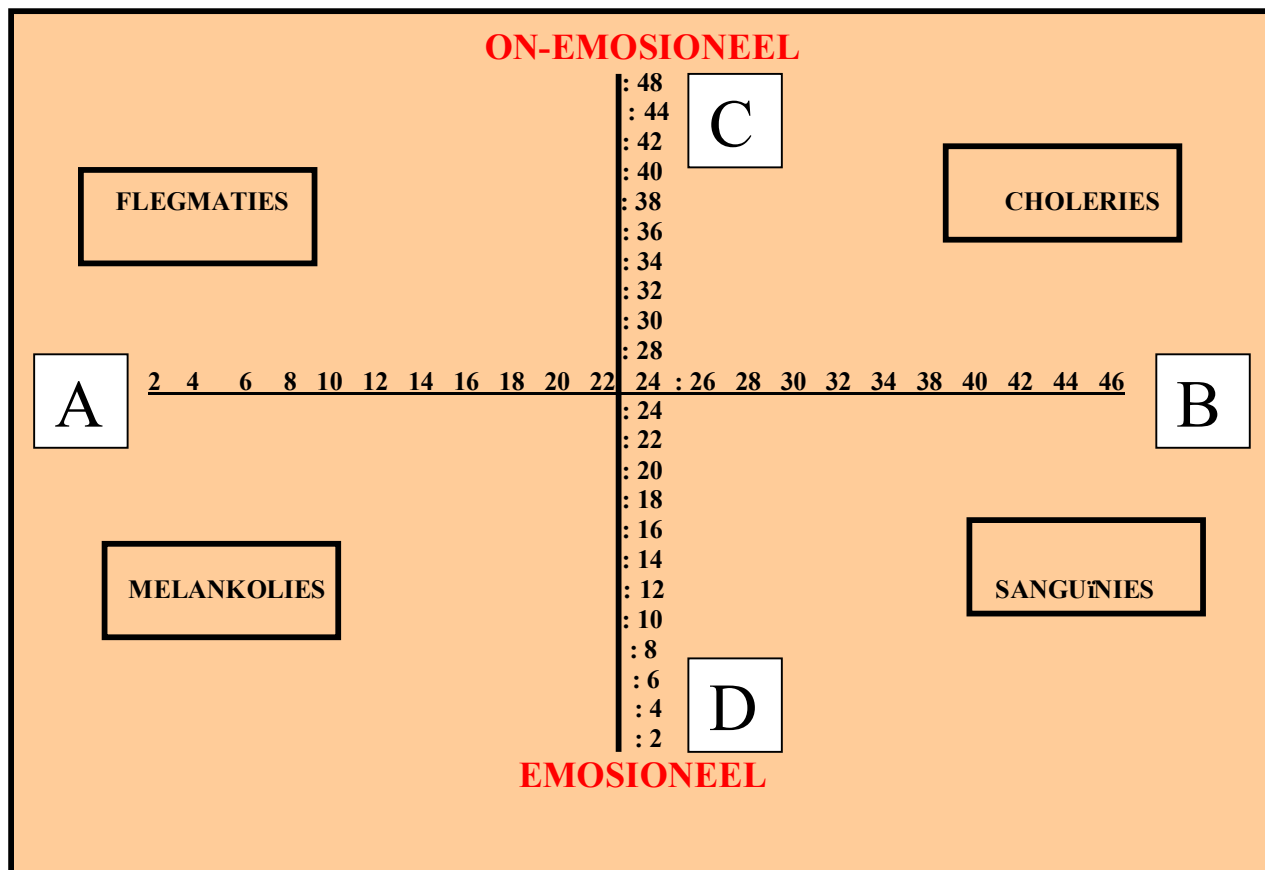 ON-EMOSIONEEL
: 48
: 44
C
: 42
: 40
FLEGMATIES
: 38
CHOLERIES
: 36
: 34
: 32
: 30
: 28
A
2 4 6 8 10 12 14 16 18 20 22 24 : 26 28 30 32 34 38 40 42 44 46
B
: 24
: 22
: 20
: 18
: 16
: 14
MELANKOLIES
: 12
SANGUïNIES
: 10
: 8
: 6
D
: 4
: 2
EMOSIONEEL